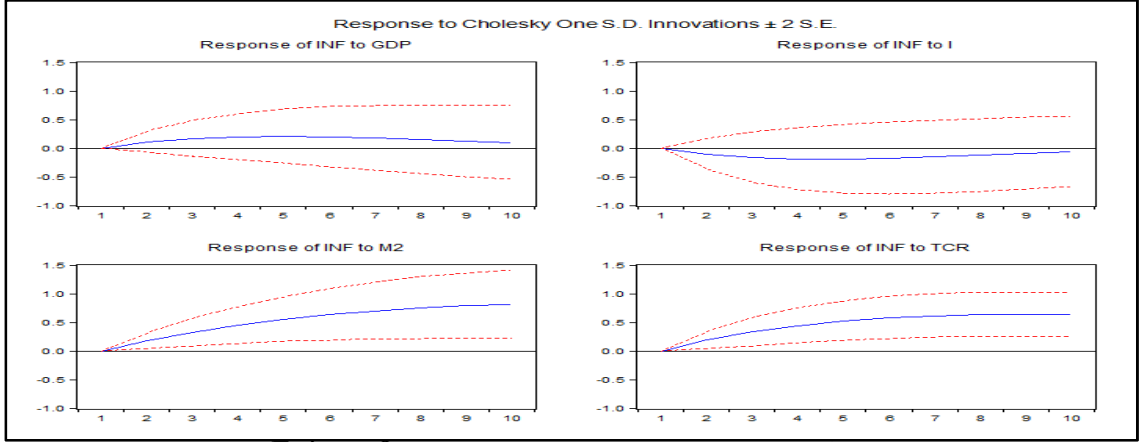 Response to Cholesky One S.D. Innovations ± 2 S.E.
Response of INF to GDP
1.5
1.0
0.5
0.0
-0.5
-1.0
1 2 3 4 5 6 7 8 9 10
Response of INF to I
1.5
1.0
0.5
0.0
-0.5
-1.0
1 2 3 4 5 6 7 8 9 10
Response of INF to M2
1.5
1.0
0.5
0.0
-0.5
-1.0
1 2 3 4 5 6 7 8 9 10
Response of INF to TCR
1.5
1.0
0.5
0.0
-0.5
-1.0
1 2 3 4 5 6 7 8 9 10